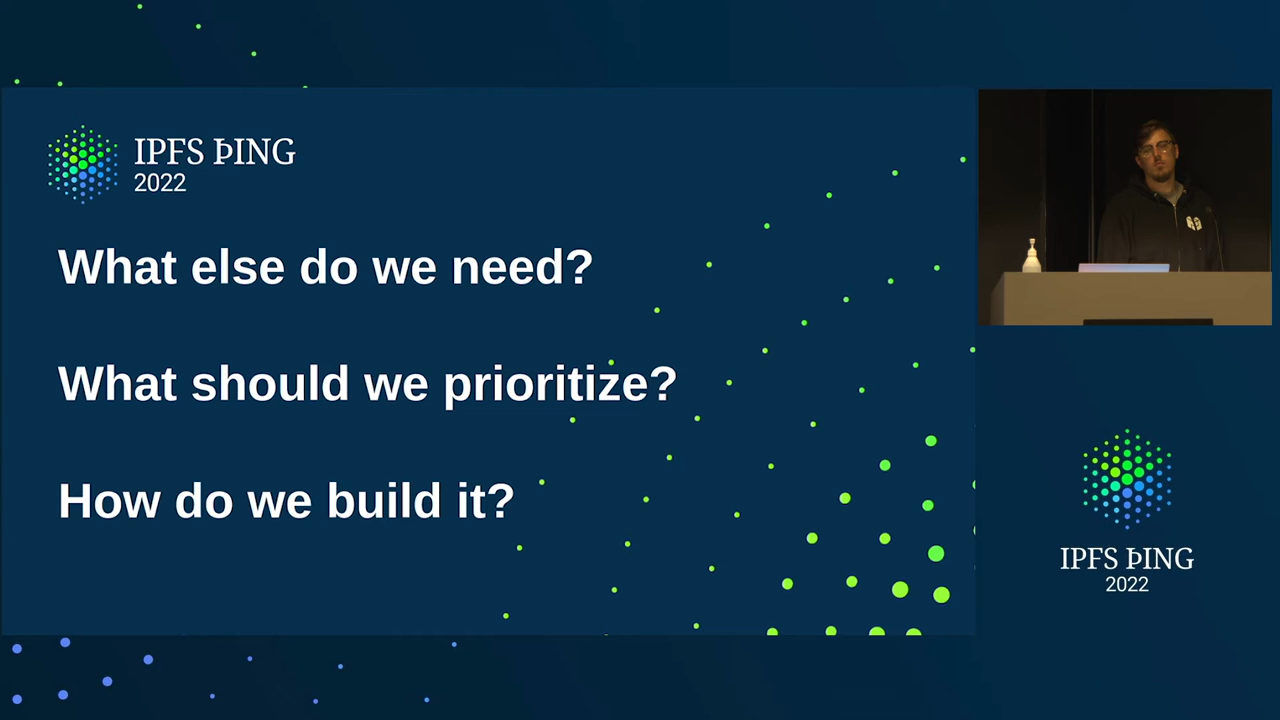 IPFS ÞING
2022
What else do we need?
What should we prioritize?
How do we build it?
IPFS ÞING
2022